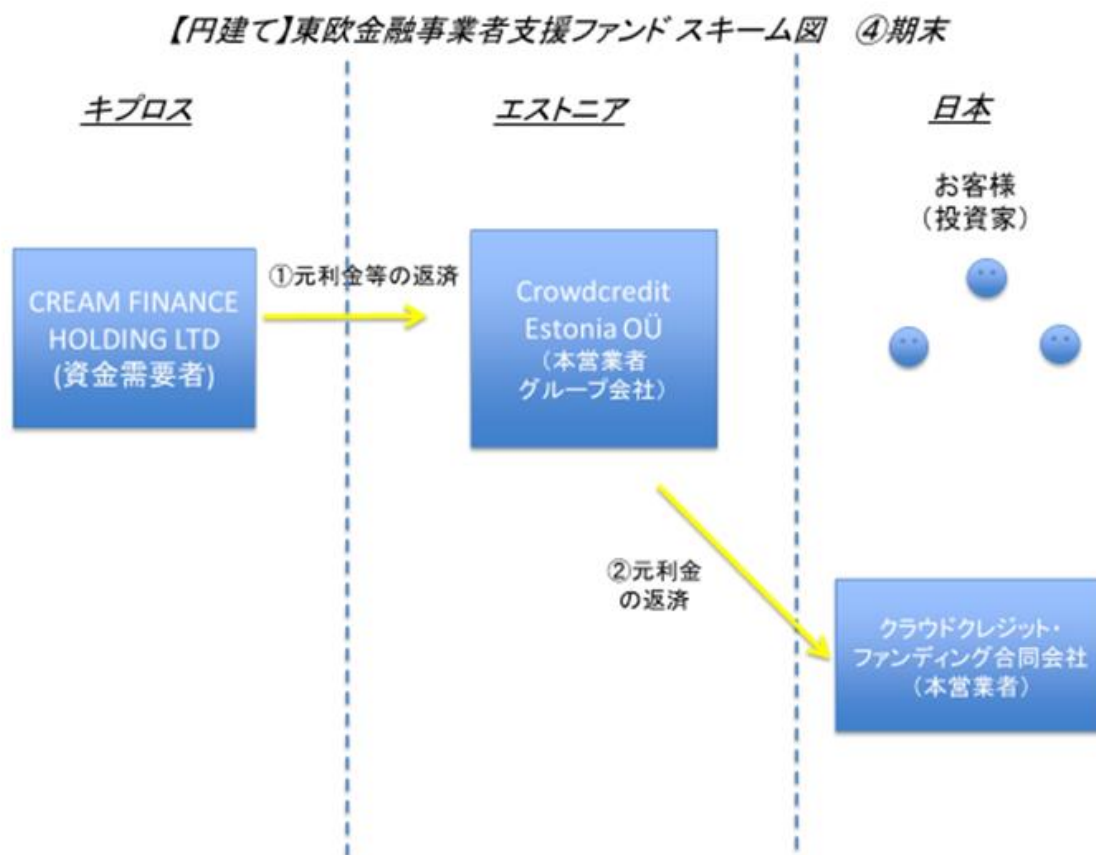 【円建て】東欧金融事業者支援ファンド スキーム図　④期末
キプロス
エストニア
日本
お客様
（投資家）
CREAM FINANCE
HOLDING LTD
(資金需要者)
①元利金等の返済
Crowdcredit
Estonia OÜ
（本営業者
グループ会社）
②元利金
の返済
クラウドクレジット・
ファンディング合同会社
（本営業者）